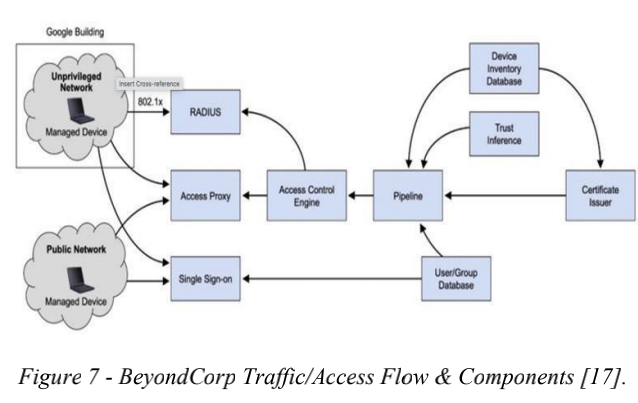 Google Building
Unprivileged
Network
Managed Device
Insert Cross-reference
802.1x
RADIUS
Device
Inventory
Database
Trust
Inference
Access Proxy
Access Control
Engine
Pipeline
Certificate
Issuer
Public Network
Managed Device
Single Sign-on
User/Group
Database
Figure 7 - BeyondCorp Traffic/Access Flow & Components [17].